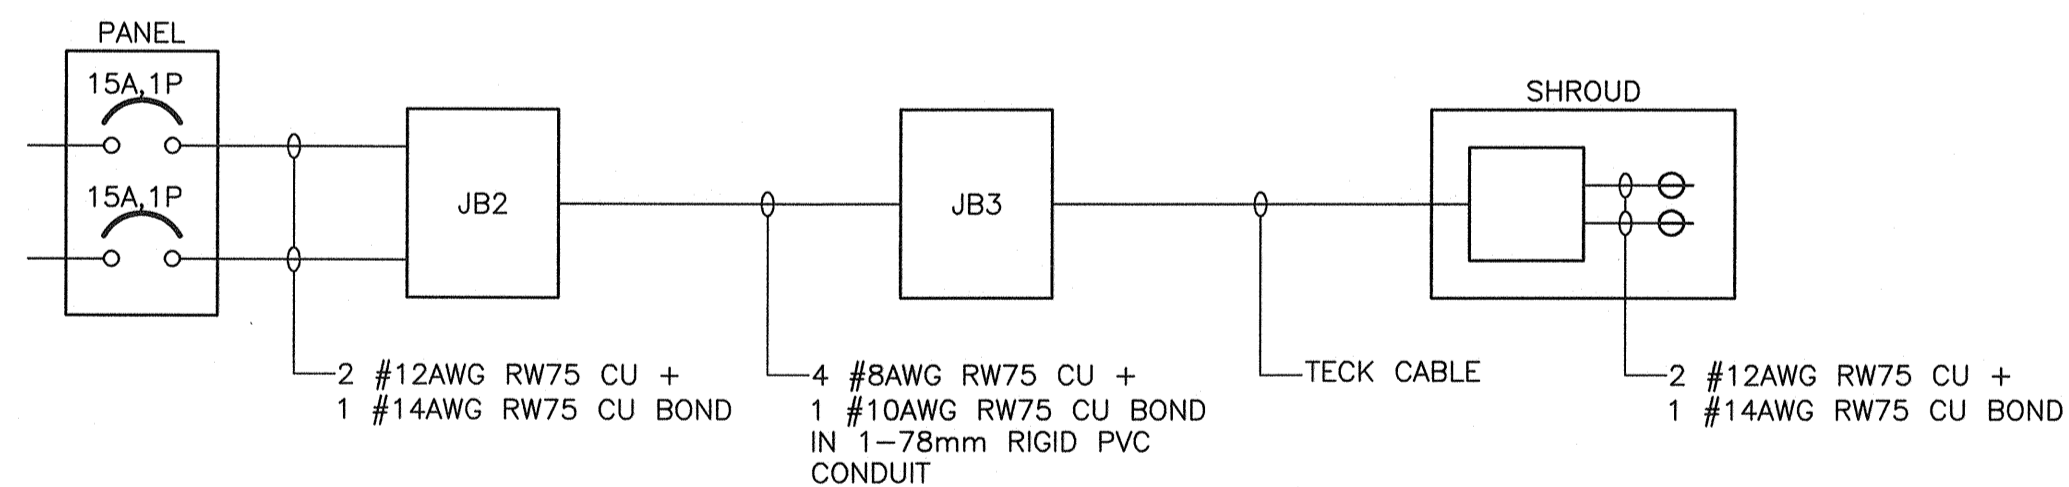 PANEL
15A,1P
15A,1P
JB2
JB3
SHROUD
2 #12AWG RW75 CU +
1 #14AWG RW75 CU BOND
4 #8AWG RW75 CU +
1 #10AWG RW75 CU BOND
IN 1-78mm RIGID PVC
CONDUIT
TECK CABLE
2 #12AWG RW75 CU +
1 #14AWG RW75 CU BOND